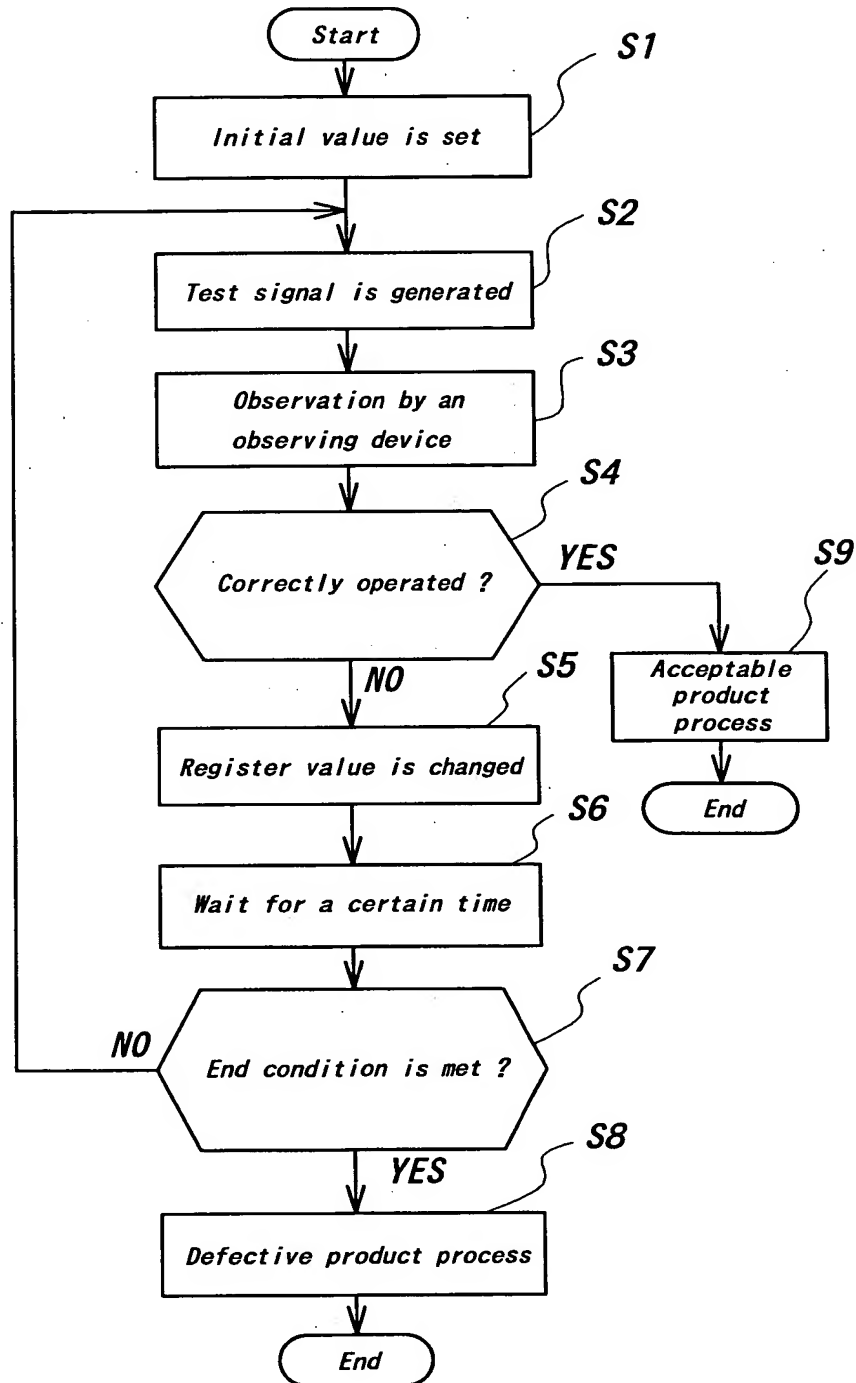 Start
S1
Initial value is set
S2
Test signal is generated
S3
Observation by an
observing device
S4
Correctly operated ?
YES
S9
NO
Acceptable
product
process
S5
Register value is changed
End
S6
Wait for a certain time
S7
NO
End condition is met ?
YES
S8
Defective product process
End